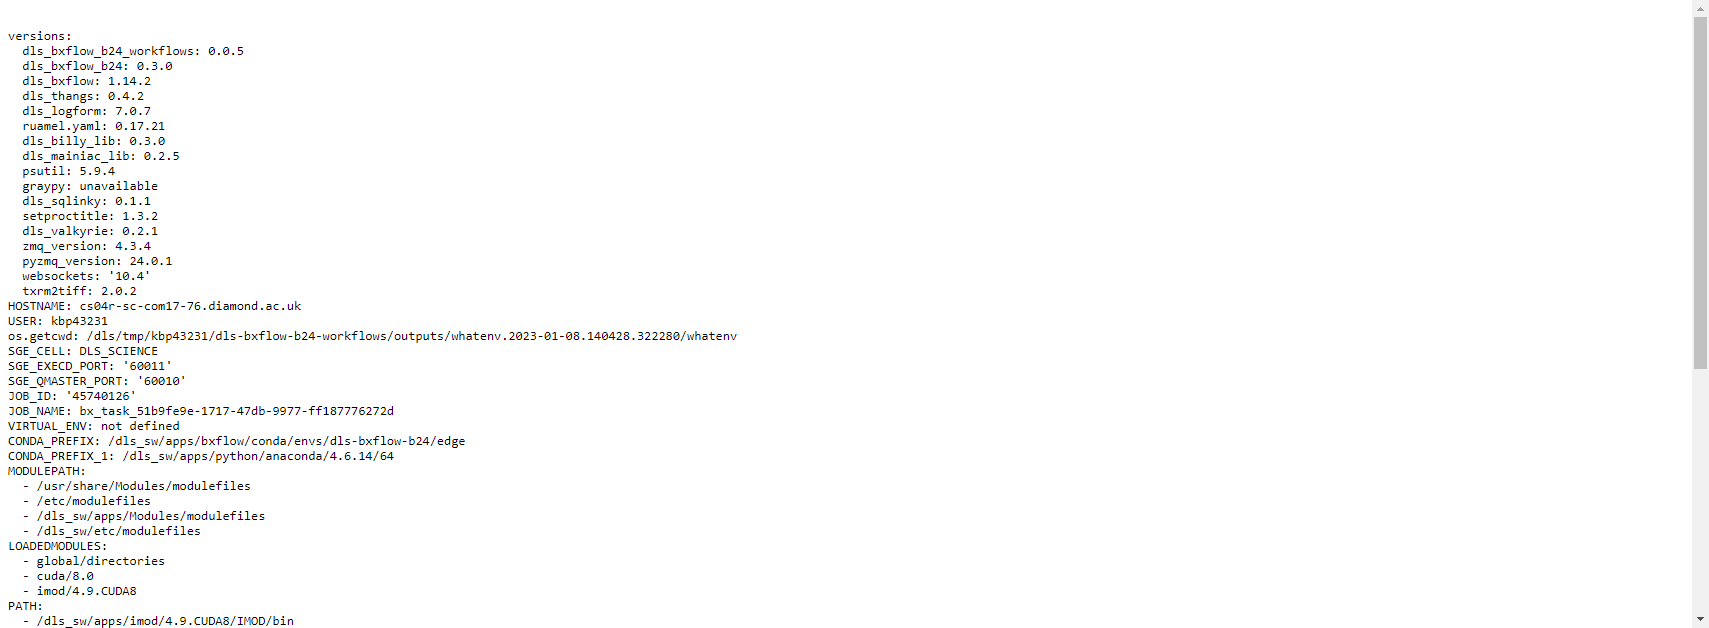 versions:
  dls_bxflow_b24_workflows: 0.0.5
  dls_bxflow_b24: 0.3.0
  dls_bxflow: 1.14.2
  dls_thangs: 0.4.2
  dls_logform: 7.0.7
  ruamel.yaml: 0.17.21
  dls_billy_lib: 0.3.0
  dls_mainiac_lib: 0.2.5
  psutil: 5.9.4
  graypy: unavailable
  dls_sqlinky: 0.1.1
  setproctitle: 1.3.2
  dls_valkyrie: 0.2.1
  zmq_version: 4.3.4
  pyzmq_version: 24.0.1
  websockets: '10.4'
  txrm2tiff: 2.0.2
HOSTNAME: cs04r-sc-com17-76.diamond.ac.uk
USER: kbp43231
os.getcwd: /dls/tmp/kbp43231/dls-bxflow-b24-workflows/outputs/whatenv.2023-01-08.140428.322280/whatenv
SGE_CELL: DLS_SCIENCE
SGE_EXECD_PORT: '60011'
SGE_QMASTER_PORT: '60010'
JOB_ID: '45740126'
JOB_NAME: bx_task_51b9fe9e-1717-47db-9977-ff187776272d
VIRTUAL_ENV: not defined
CONDA_PREFIX: /dls_sw/apps/bxflow/conda/envs/dls-bxflow-b24/edge
CONDA_PREFIX_1: /dls_sw/apps/python/anaconda/4.6.14/64
MODULEPATH:
  - /usr/share/Modules/modulefiles
  - /etc/modulefiles
  - /dls_sw/apps/Modules/modulefiles
  - /dls_sw/etc/modulefiles
LOADEDMODULES:
  - global/directories
  - cuda/8.0
  - imod/4.9.CUDA8
PATH:
  - /dls_sw/apps/imod/4.9.CUDA8/IMOD/bin